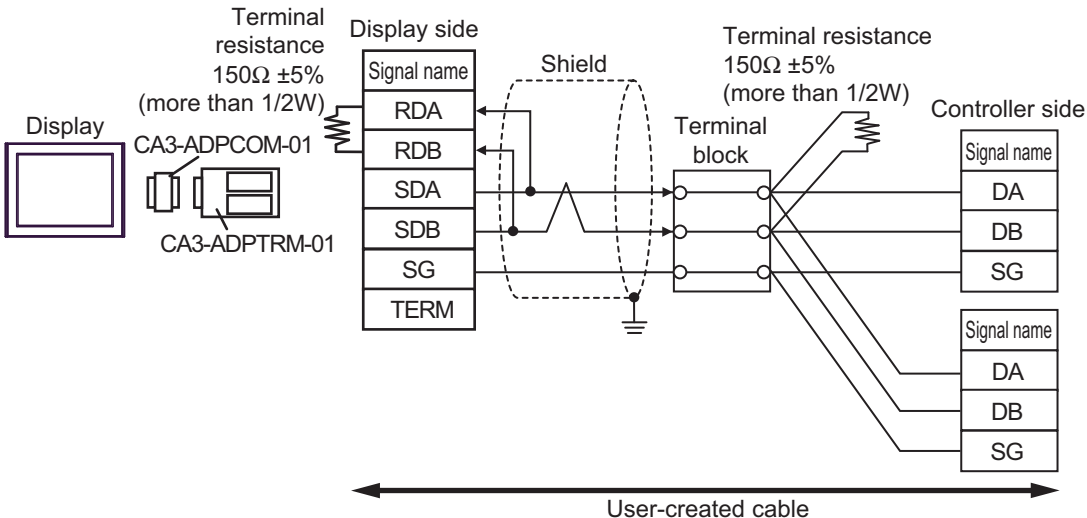 Terminal
resistance
150Ω ±5%
(more than 1/2W)
Display side
Signal name
RDA
RDB
SDA
SDB
SG
TERM
Display
CA3-ADPCOM-01
CA3-ADPTRM-01
Shield
Terminal resistance
150Ω ±5%
(more than 1/2W)
Terminal
block
Controller side
Signal name
DA
DB
SG
Signal name
DA
DB
SG
User-created cable